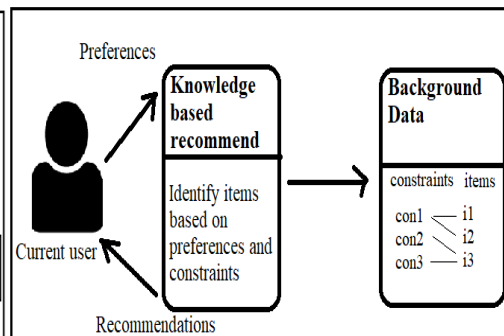 Preferences
Knowledge
based
recommend
Identify items
based on
preferences and
constraints
Current user
Recommendations
Background
Data
constraints items
con1 i1
con2 i2
con3 i3